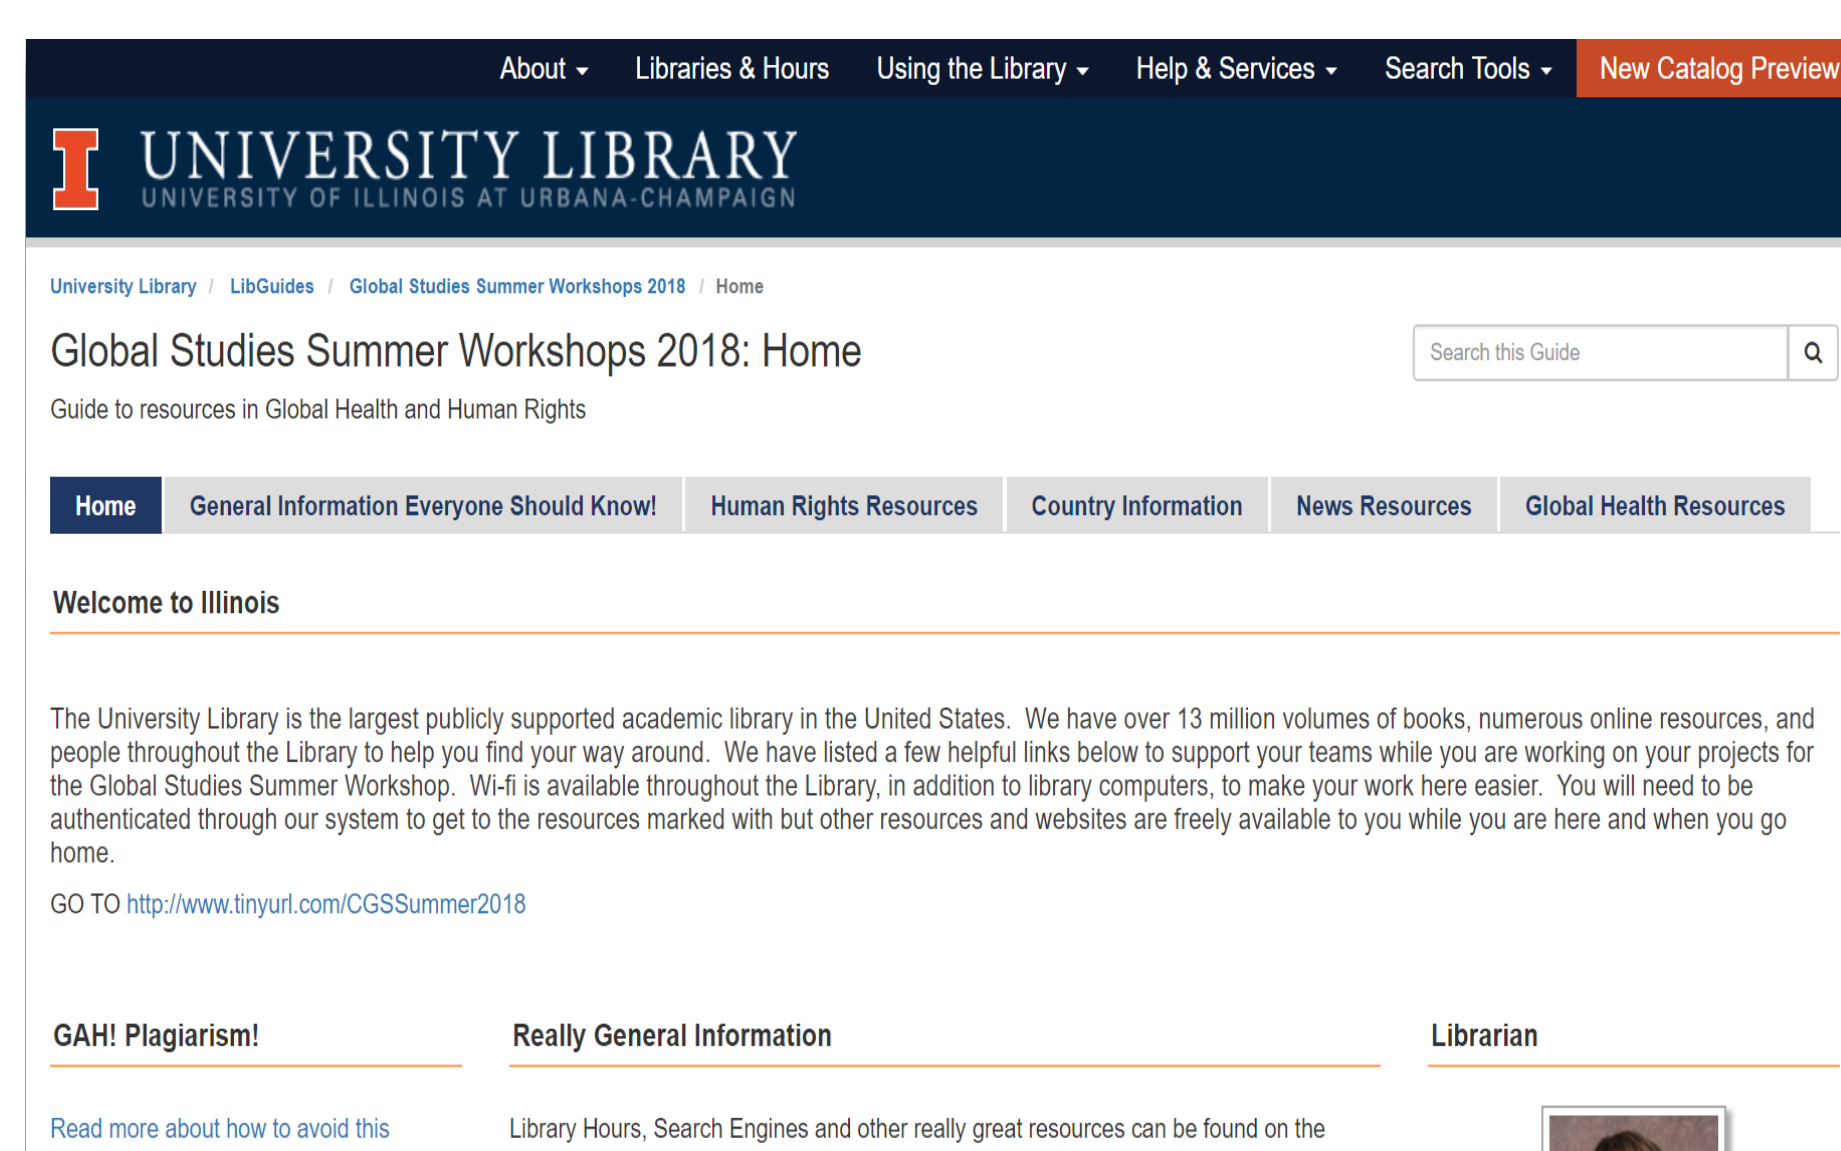 About Libraries & Hours Using the Library Help & Services Search Tools New Catalog Preview
I UNIVERSITY LIBRARY
UNIVERSITY OF ILLINOIS AT URBANA-CHAMPAIGN
University Library / LibGuides / Global Studies Summer Workshops 2018 / Home
Global Studies Summer Workshops 2018: Home
Search this Guide
Guide to resources in Global Health and Human Rights
Home General Information Everyone Should Know! Human Rights Resources Country Information News Resources Global Health Resources
Welcome to Illinois
The University Library is the largest publicly supported academic library in the United States.  We have over 13 million volumes of books, numerous online resources, and
people throughout the Library to help you find your way around.  We have listed a few helpful links below to support your teams while you are working on your projects for
the Global Studies Summer Workshop.  Wi-fi is available throughout the Library, in addition to library computers, to make your work here easier.  You will need to be
authenticated through our system to get to the resources marked with but other resources and websites are freely available to you while you are here and when you go
home.
GO TO http://www.tinyurl.com/CGSSummer2018
GAH! Plagiarism!
Read more about how to avoid this
Really General Information
Library Hours, Search Engines and other really great resources can be found on the
Librarian